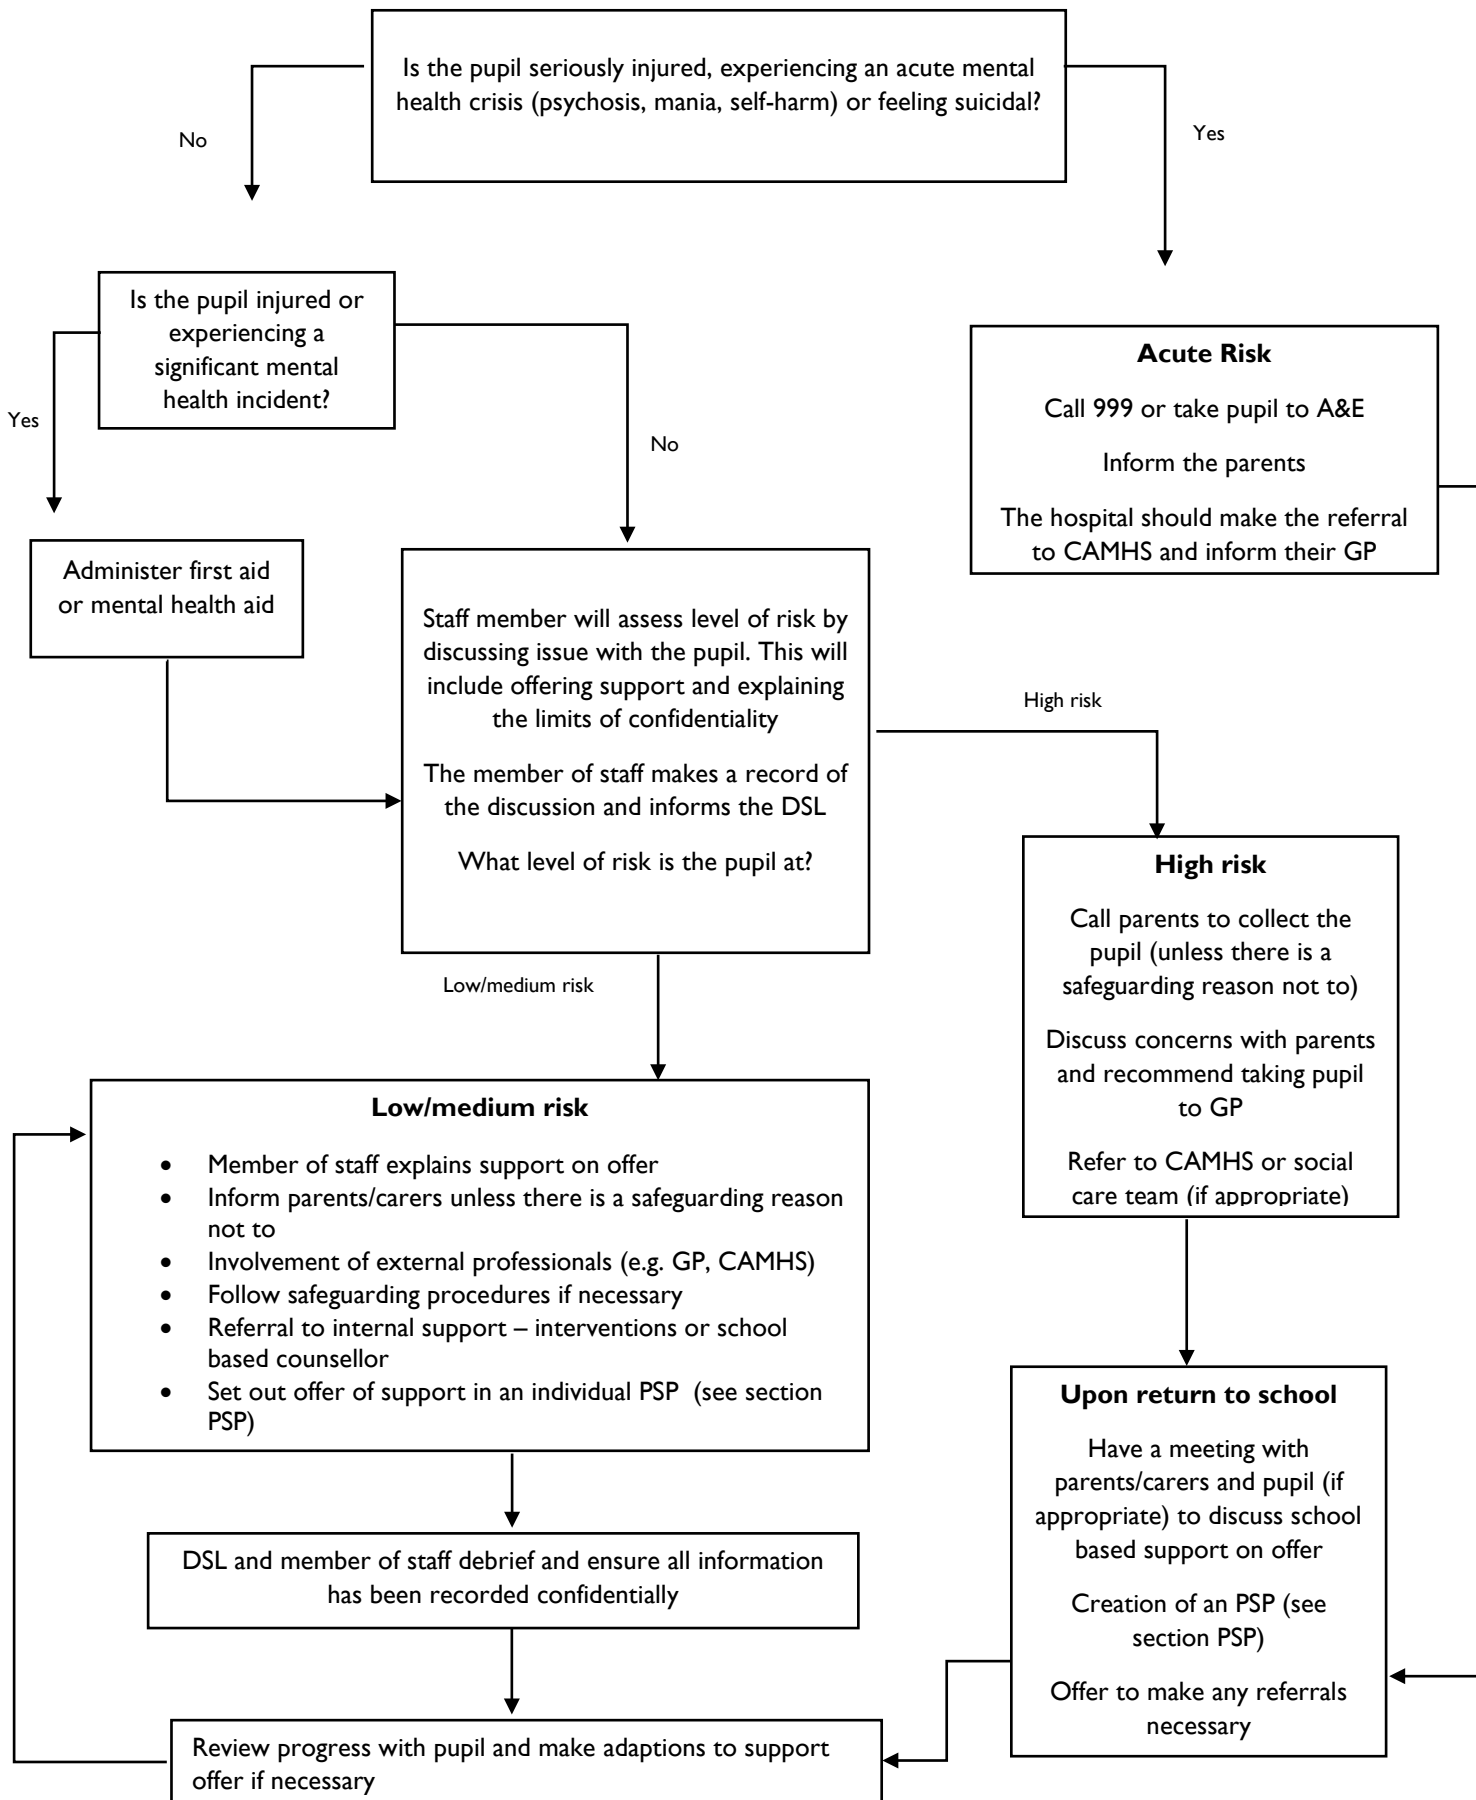 Is the pupil seriously injured, experiencing an acute mental
health crisis (psychosis, mania, self-harm) or feeling suicidal?
No
Yes
Is the pupil injured or
experiencing a
significant mental
health incident?
Yes
No
Acute Risk
Call 999 or take pupil to A&E
Inform the parents
The hospital should make the referral
to CAMHS and inform their GP
Administer first aid
or mental health aid
Staff member will assess level of risk by
discussing issue with the pupil. This will
include offering support and explaining
the limits of confidentiality
The member of staff makes a record of
the discussion and informs the DSL
What level of risk is the pupil at?
High risk
Low/medium risk
High risk
Call parents to collect the
pupil (unless there is a
safeguarding reason not to)
Discuss concerns with parents
and recommend taking pupil
to GP
Refer to CAMHS or social
care team (if appropriate)
Low/medium risk
• Member of staff explains support on offer
• Inform parents/carers unless there is a safeguarding reason
not to
• Involvement of external professionals (e.g. GP, CAMHS)
• Follow safeguarding procedures if necessary
• Referral to internal support – interventions or school
based counsellor
• Set out offer of support in an individual PSP (see section
PSP)
Upon return to school
Have a meeting with
parents/carers and pupil (if
appropriate) to discuss school
based support on offer
Creation of an PSP (see
section PSP)
Offer to make any referrals
necessary
DSL and member of staff debrief and ensure all information
has been recorded confidentially
Review progress with pupil and make adaptions to support
offer if necessary